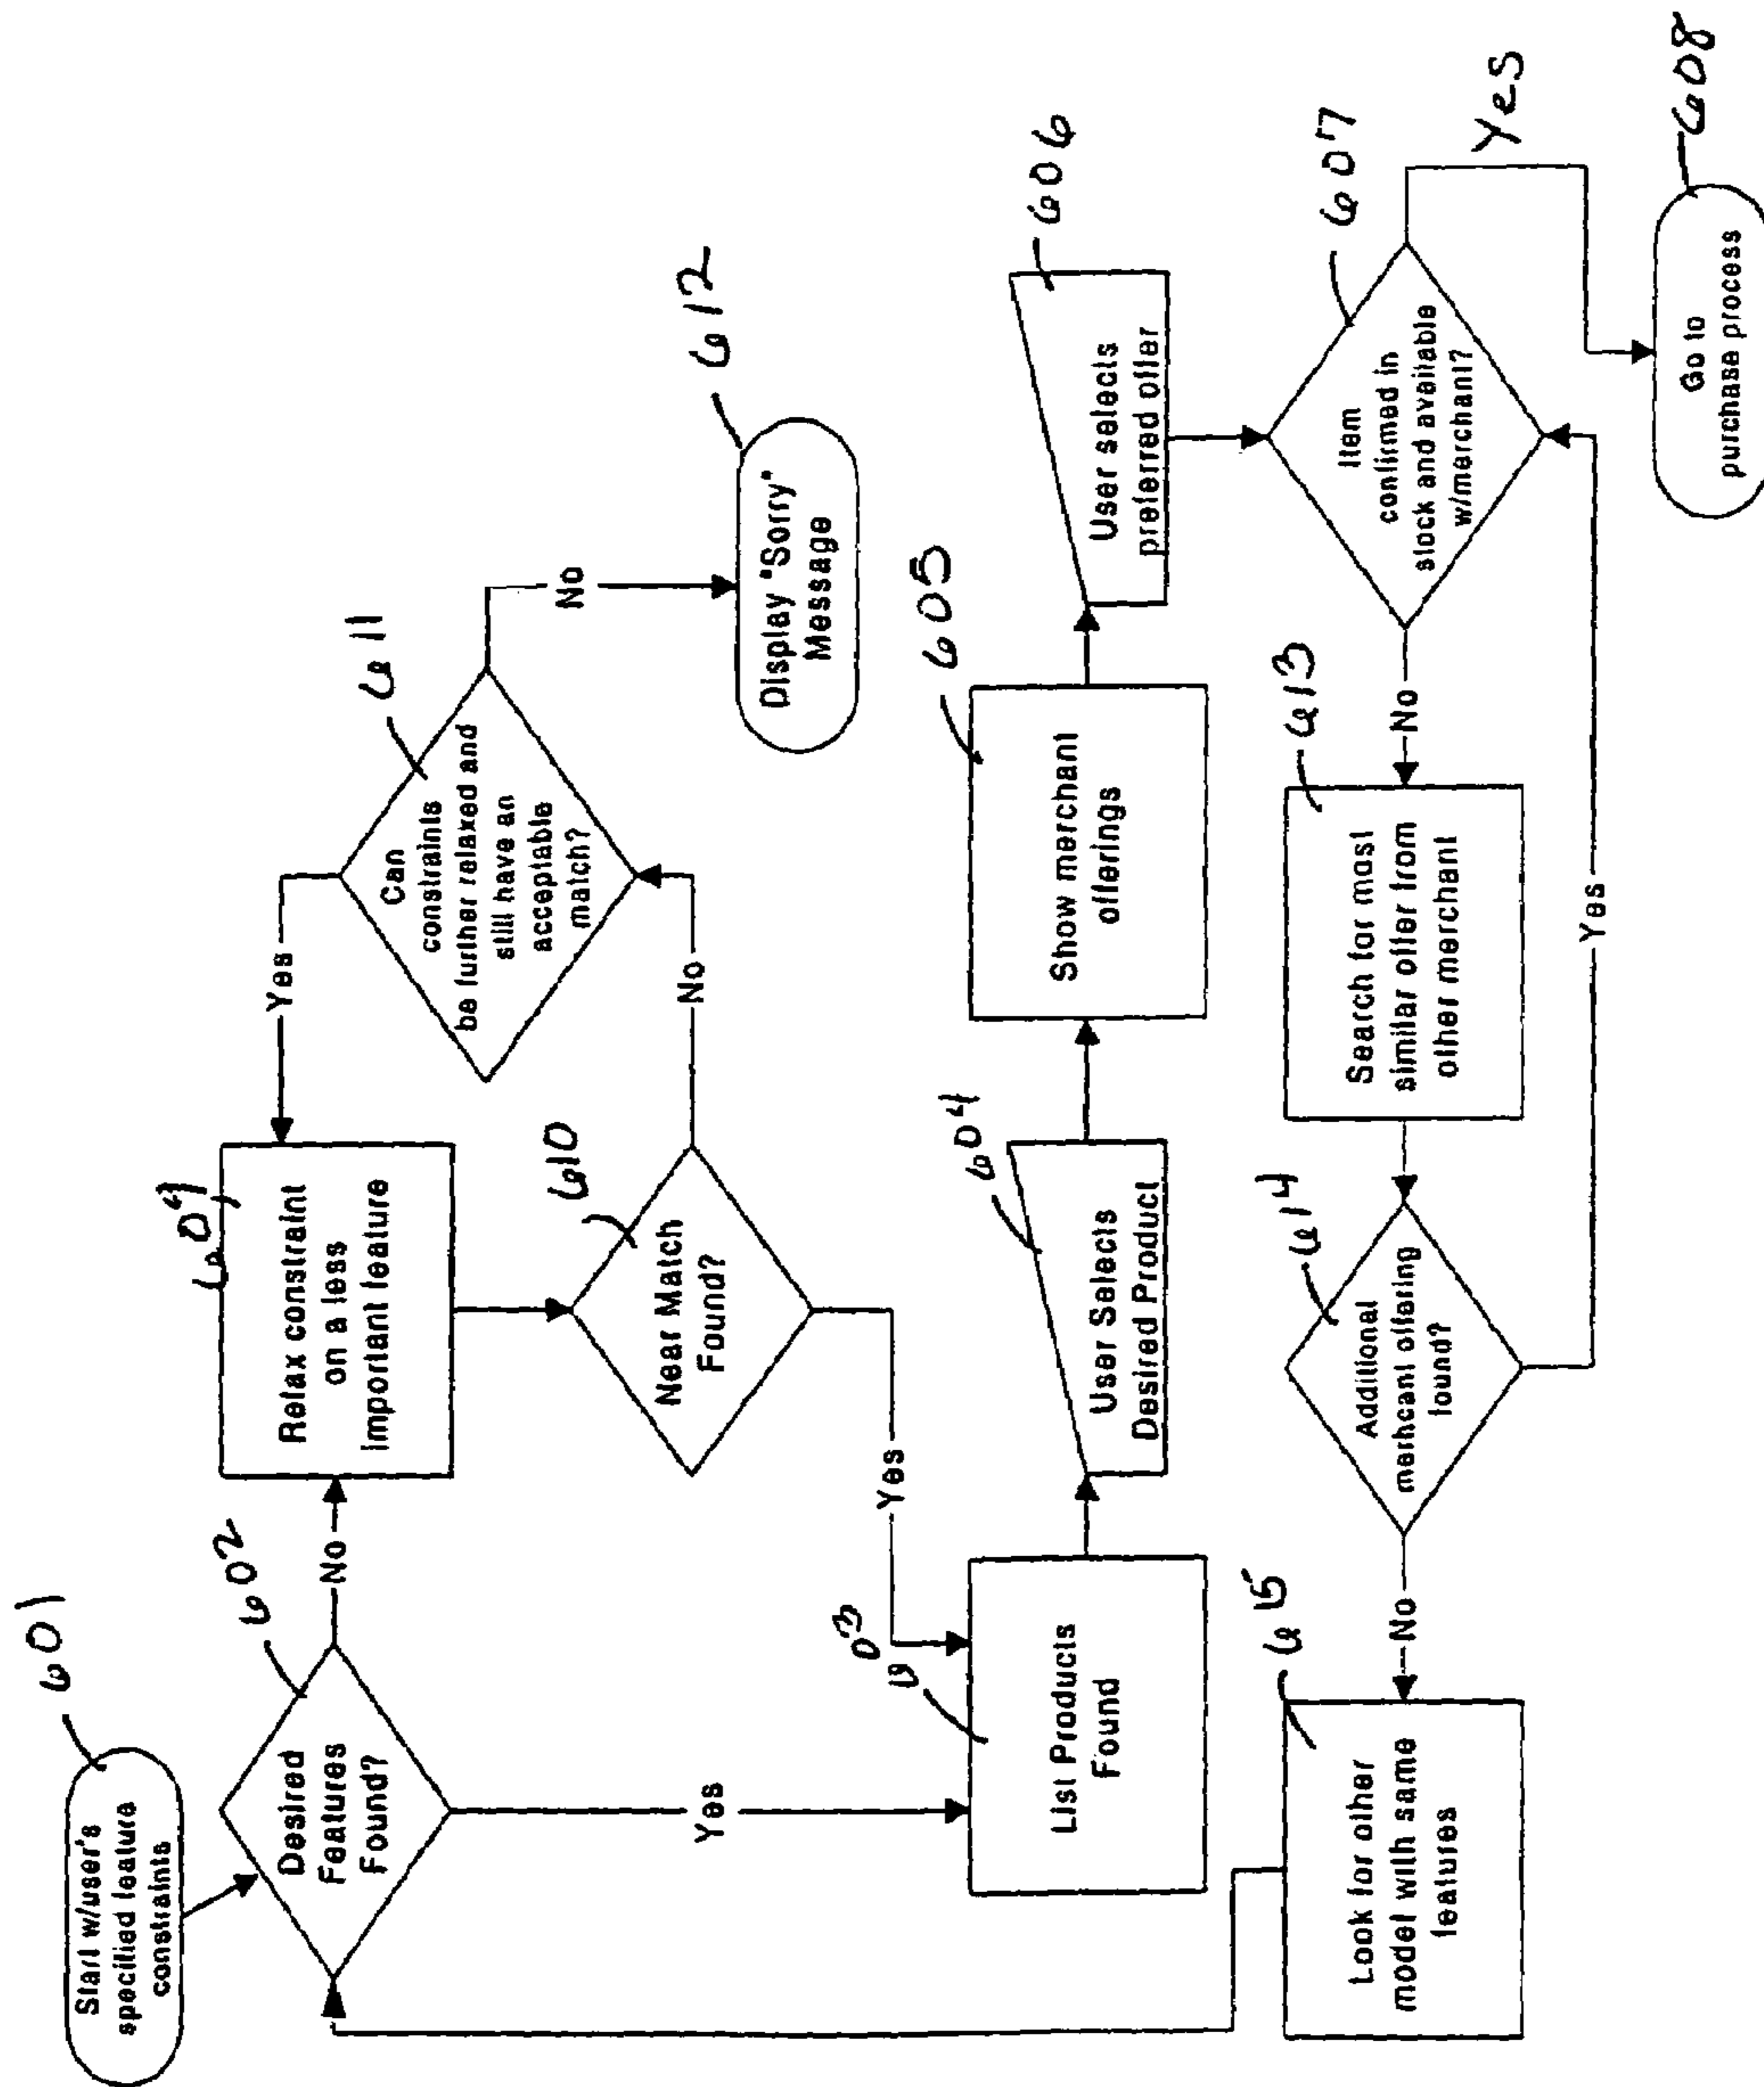 601
Start w/user's
specified feature
constraints
602
Desired
Features
Found?
No
Yes
Relax constraint
on a less
important feature
610
Near Match
Found?
No
Yes
611
Can
constraints
be further relaxed and
still have an
acceptable
match?
Yes
No
612
Display "Sorry"
Message
603
List Products
Found
604
User Selects
Desired Product
605
Show merchant
offerings
606
User selects
preferred offer
607
Item
confirmed in
stock and available
w/merchant?
Yes
608
Go to
purchase process
No
613
Search for most
similar offer from
other merchant
614
Additional
merhcant offering
found?
Yes
No
615
Look for other
model with same
features